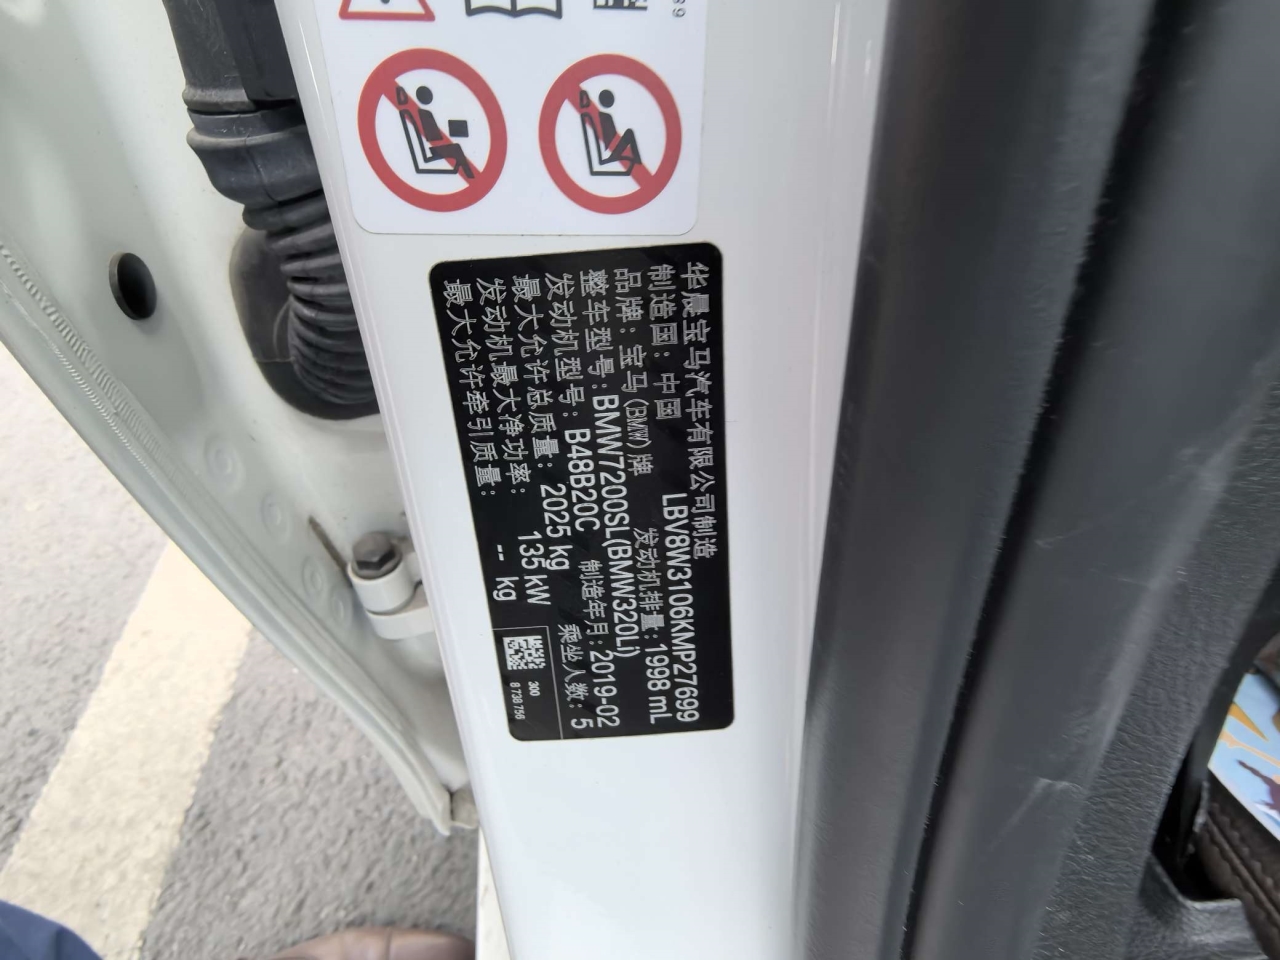 华晨宝马汽车有限公司制造
制造国：中国 LBV8W3106KMP27699
品牌：宝马(BMW)牌 发动机排量：1998 mL
整车型号：BMW7200SL(BMW320Li)
发动机型号：B48B20C 制造年月：2019-02
最大允许总质量：2025 kg 乘坐人数：5
发动机最大净功率：135 kW
最大允许牵引质量：-- kg
300
8 738 756